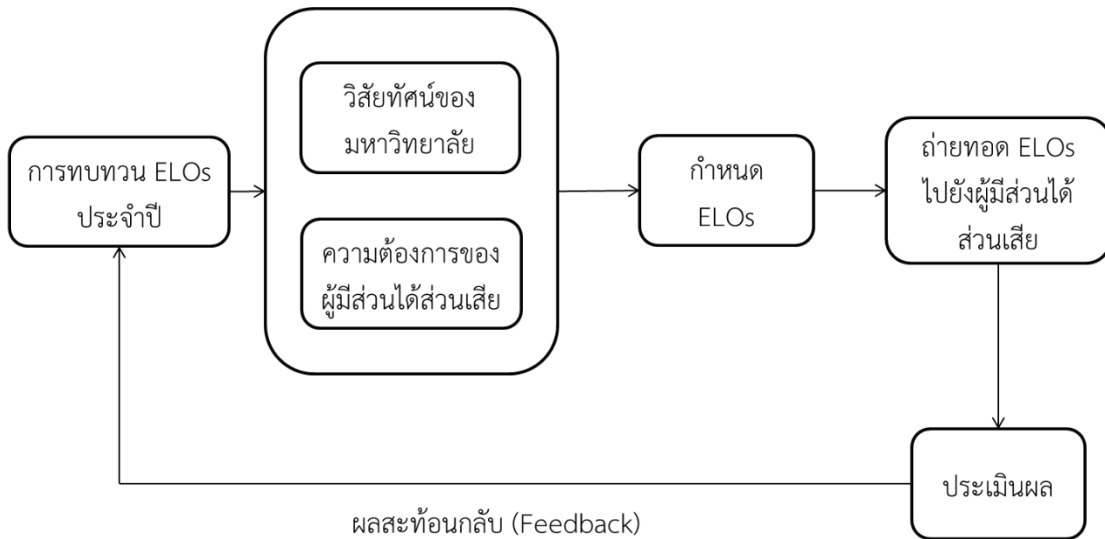 การทบทวน ELOs
ประจำปี
วิสัยทัศน์ของ
มหาวิทยาลัย
ความต้องการของ
ผู้มีส่วนได้ส่วนเสีย
กำหนด
ELOs
ถ่ายทอด ELOs
ไปยังผู้มีส่วนได้
ส่วนเสีย
ประเมินผล
ผลสะท้อนกลับ (Feedback)